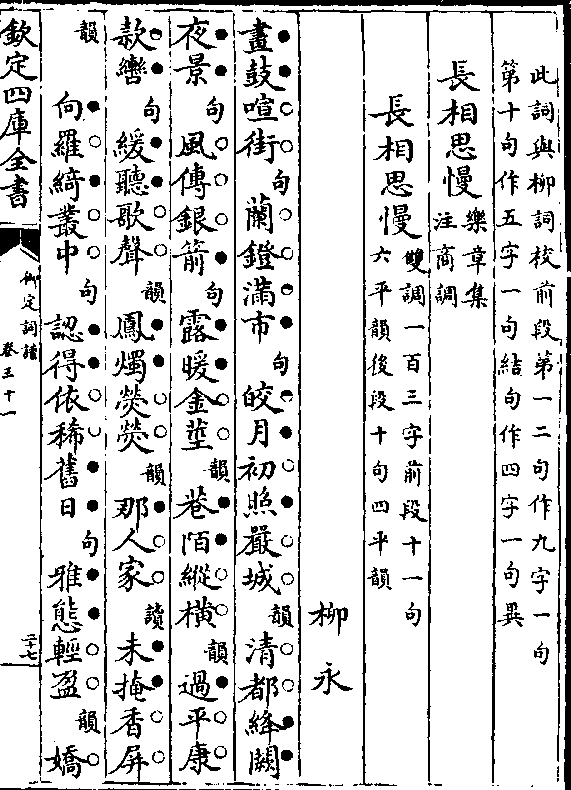 此詞與柳詞校前段第一二句作九字一句
第十句作五字一句結句作四字一句異
長相思慢樂章集
注商調
長相思慢雙調一百三字前段十一句
六平韻後段十句四平韻
柳永
畫鼓喧街句蘭鐙滿市句皎月初照嚴城韻清都絳闕
夜景句風傳銀箭句露暖金莖韻巷陌縱橫韻過平康
款轡句緩聽歌聲韻鳳燭熒熒韻那人家讀未掩香屏
韻向羅綺叢中句認得依稀舊日句雅態輕盈韻嬌
欽定四庫全書
御定詞譜
卷三十一
二十七